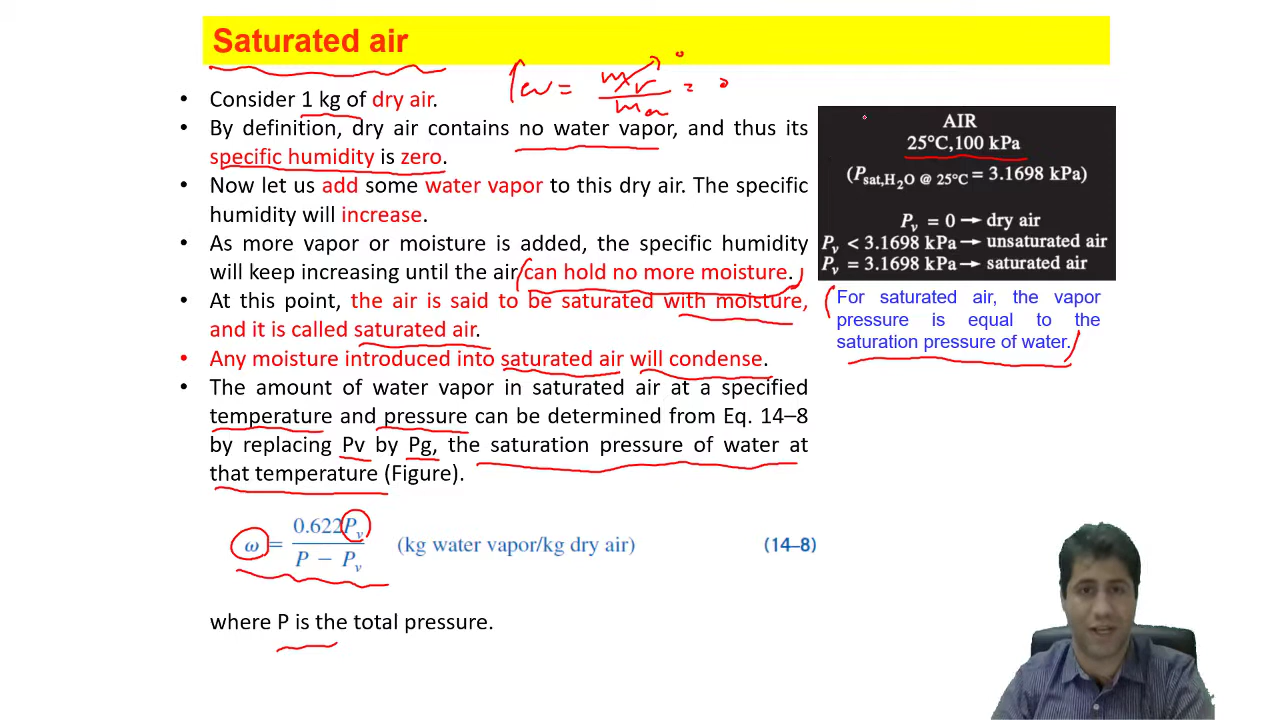 Saturated air
ω = mv/ma = 0
• Consider 1 kg of dry air.
• By definition, dry air contains no water vapor, and thus its
specific humidity is zero.
• Now let us add some water vapor to this dry air. The specific
humidity will increase.
• As more vapor or moisture is added, the specific humidity
will keep increasing until the air can hold no more moisture.
• At this point, the air is said to be saturated with moisture,
and it is called saturated air.
• Any moisture introduced into saturated air will condense.
• The amount of water vapor in saturated air at a specified
temperature and pressure can be determined from Eq. 14–8
by replacing Pv by Pg, the saturation pressure of water at
that temperature (Figure).
ω = 0.622Pv / P − Pv (kg water vapor/kg dry air) (14–8)
where P is the total pressure.
AIR
25°C,100 kPa
(Psat,H2O @ 25°C = 3.1698 kPa)
Pv = 0 → dry air
Pv < 3.1698 kPa → unsaturated air
Pv = 3.1698 kPa → saturated air
For saturated air, the vapor
pressure is equal to the
saturation pressure of water.